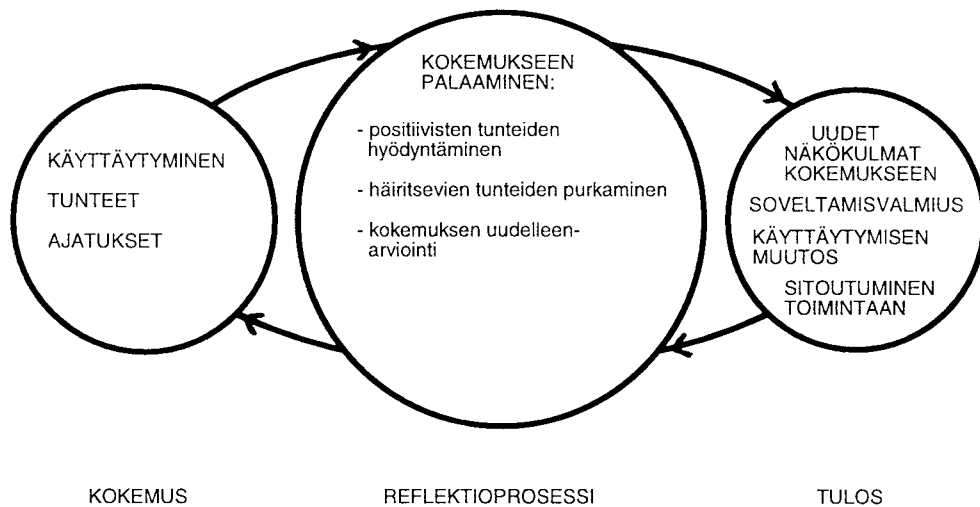 KÄYTTÄYTYMINEN
TUNTEET
AJATUKSET
KOKEMUKSEEN
PALAAMINEN:
- positiivisten tunteiden
hyödyntäminen
- häiritsevien tunteiden purkaminen
- kokemuksen uudelleen-
arviointi
UUDET
NÄKÖKULMAT
KOKEMUKSEEN
SOVELTAMISVALMIUS
KÄYTTÄYTYMISEN
MUUTOS
SITOUTUMINEN
TOIMINTAAN
KOKEMUS
REFLEKTIOPROSESSI
TULOS